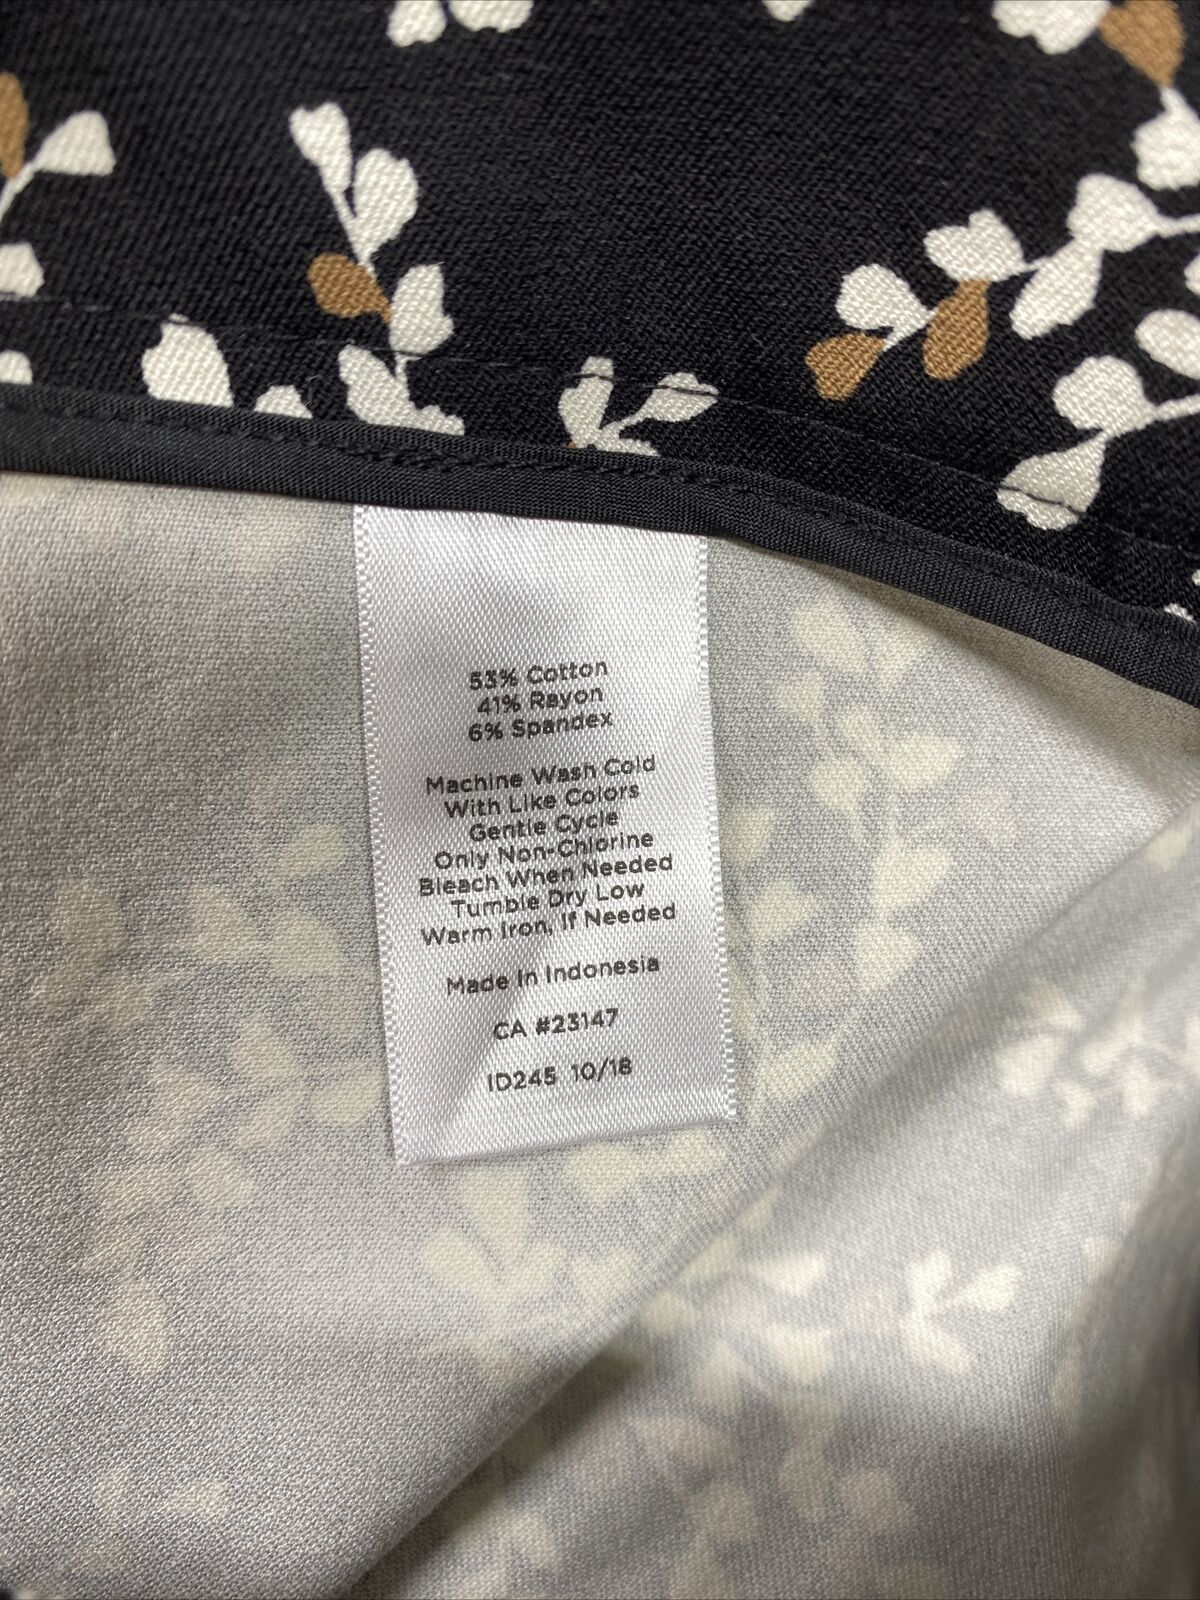 53% Cotton
41% Rayon
6% Spandex
Machine Wash Cold
With Like Colors
Gentle Cycle
Only Non-Chlorine
Bleach When Needed
Tumble Dry Low
Warm Iron, If Needed
Made In Indonesia
CA #23147
ID245 10/18